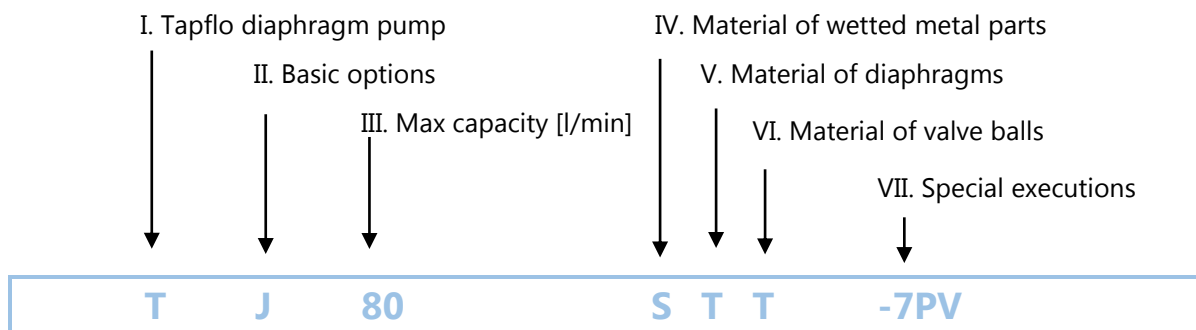 I. Tapflo diaphragm pump
IV. Material of wetted metal parts
II. Basic options
V. Material of diaphragms
III. Max capacity [l/min]
VI. Material of valve balls
VII. Special executions
T J 80 S T T -7PV